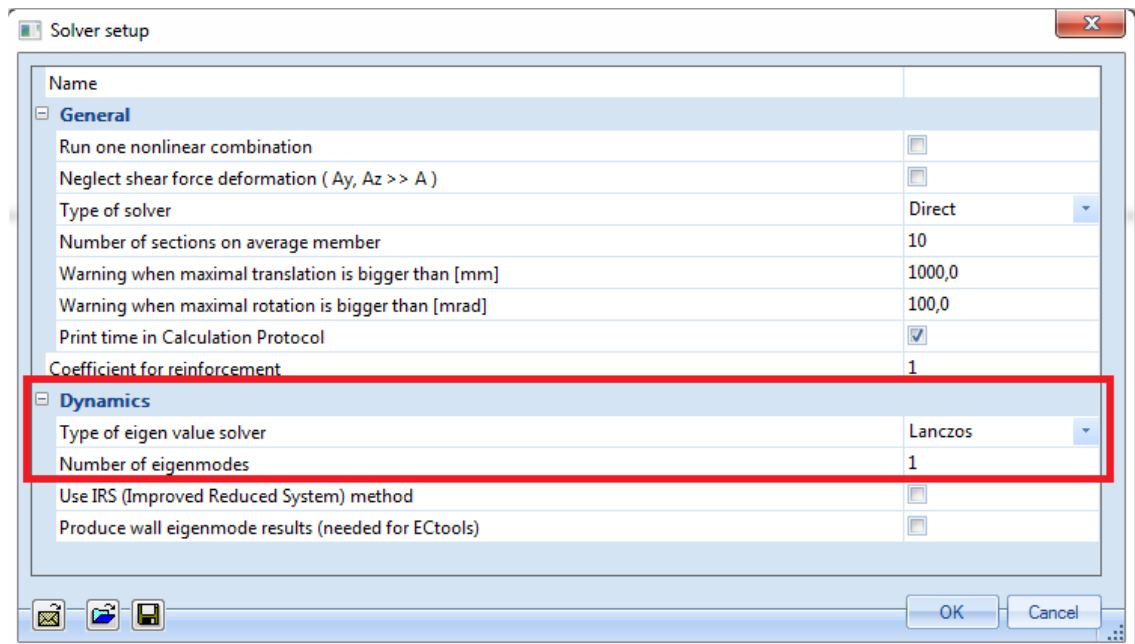 Solver setup
Name
General
Run one nonlinear combination
Neglect shear force deformation ( Ay, Az >> A )
Type of solver Direct
Number of sections on average member 10
Warning when maximal translation is bigger than [mm] 1000,0
Warning when maximal rotation is bigger than [mrad] 100,0
Print time in Calculation Protocol
Coefficient for reinforcement 1
Dynamics
Type of eigen value solver Lanczos
Number of eigenmodes 1
Use IRS (Improved Reduced System) method
Produce wall eigenmode results (needed for ECtools)
OK Cancel